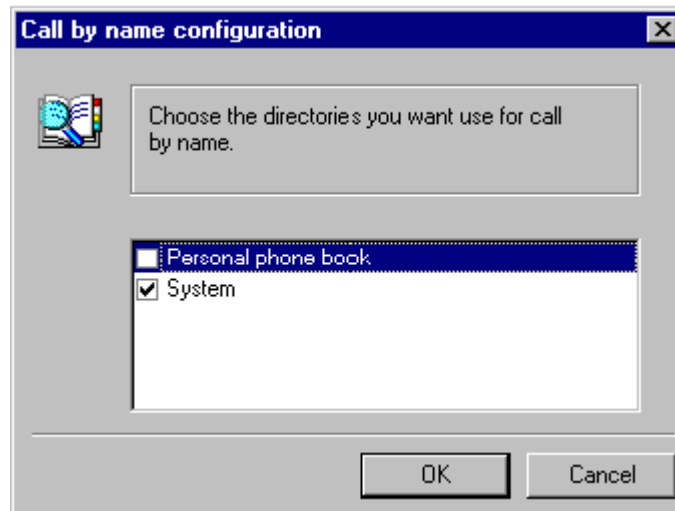 Call by name configuration
Choose the directories you want use for call
by name.
Personal phone book
System
OK
Cancel